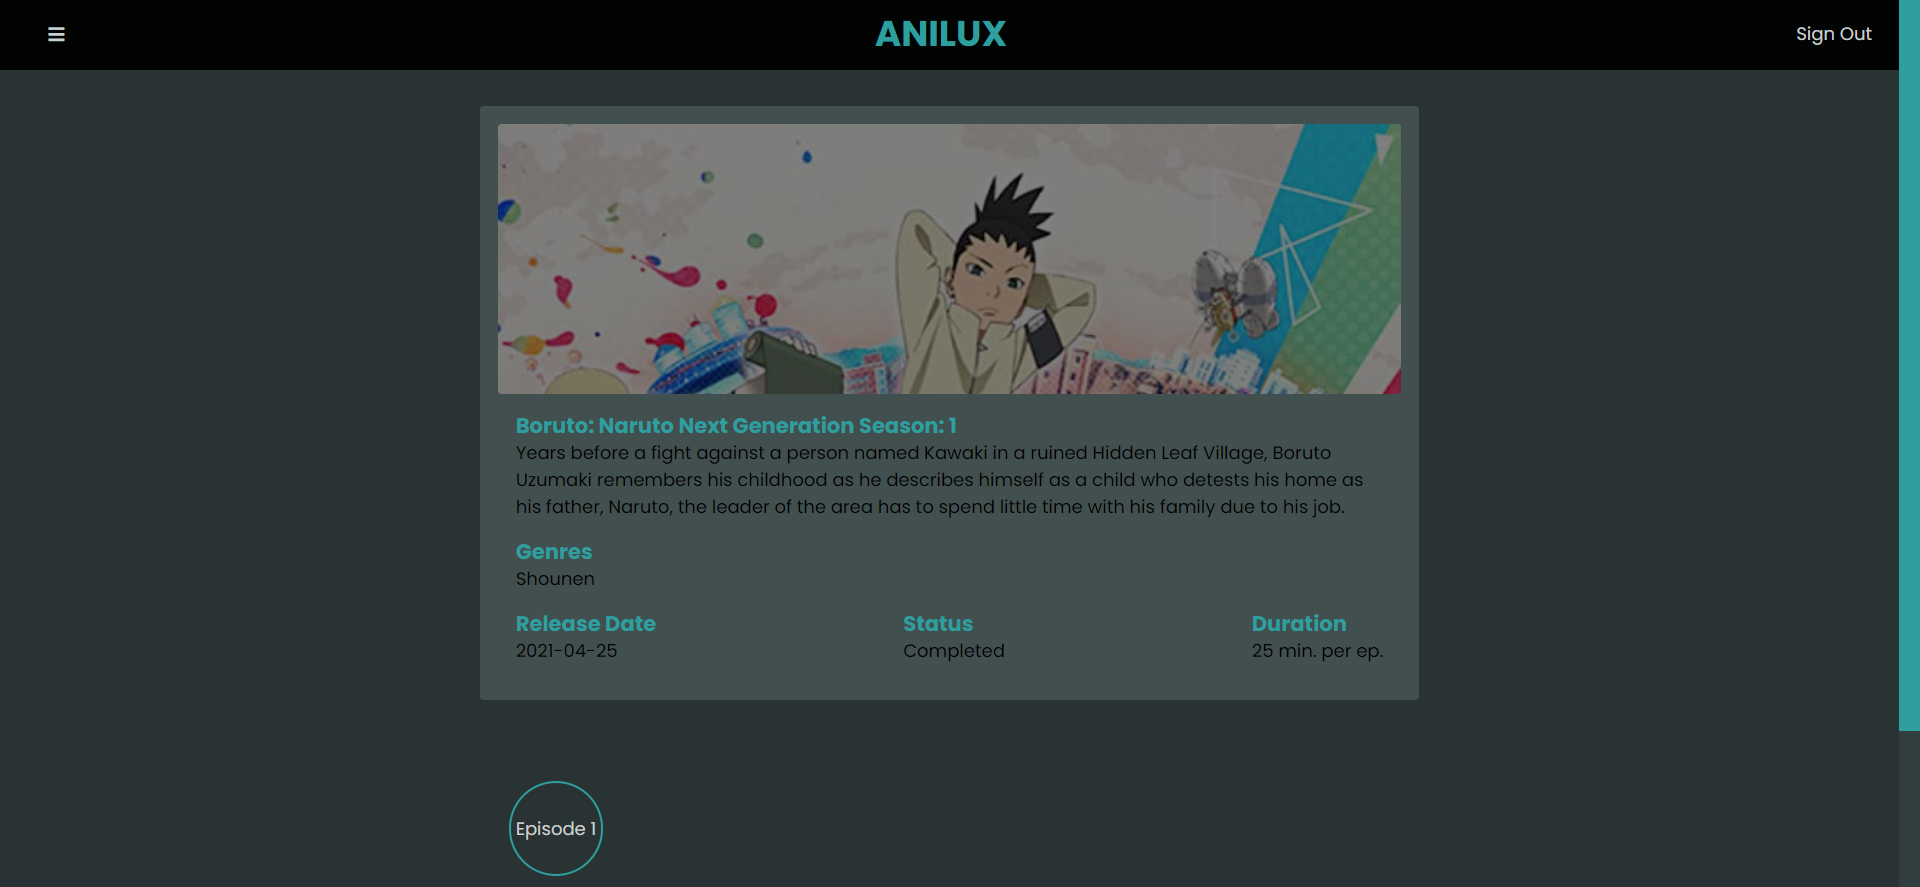 ANILUX
Sign Out
Boruto: Naruto Next Generation Season: 1
Years before a fight against a person named Kawaki in a ruined Hidden Leaf Village, Boruto
Uzumaki remembers his childhood as he describes himself as a child who detests his home as
his father, Naruto, the leader of the area has to spend little time with his family due to his job.
Genres
Shounen
Release Date
2021-04-25
Status
Completed
Duration
25 min. per ep.
Episode 1